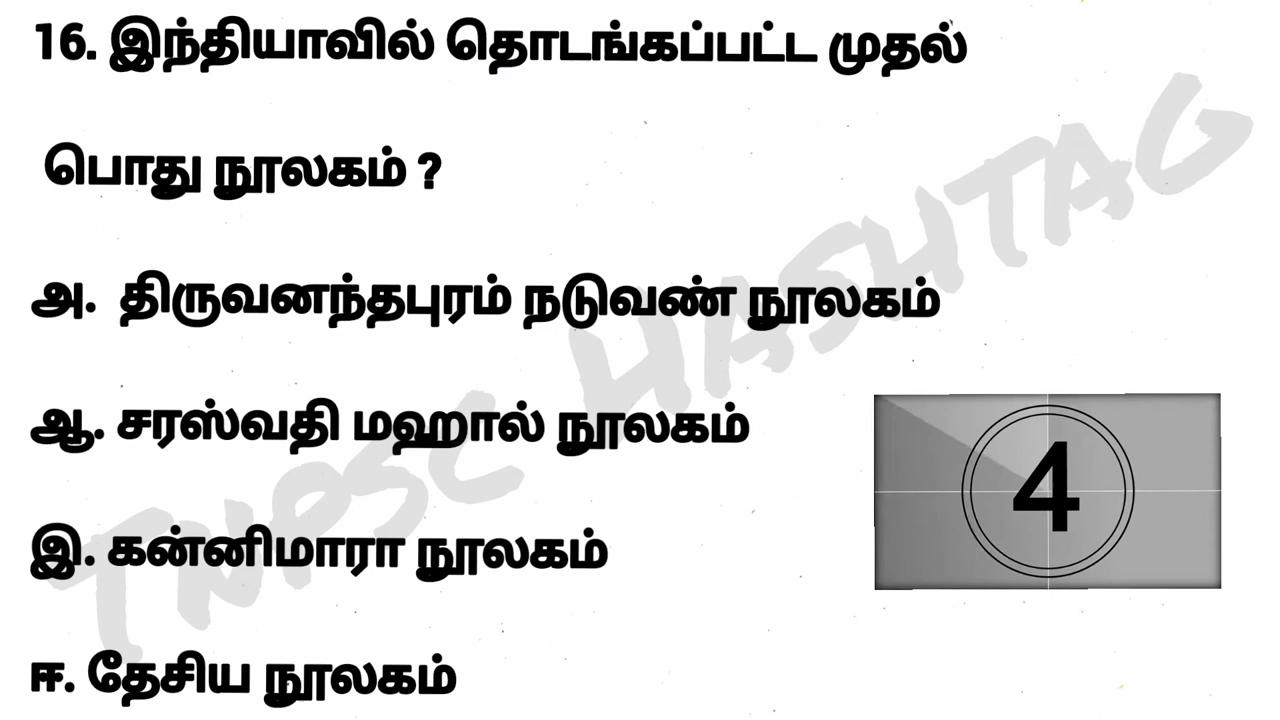 16. இந்தியாவில் தொடங்கப்பட்ட முதல்
பொது நூலகம் ?
அ. திருவனந்தபுரம் நடுவண் நூலகம்
ஆ. சரஸ்வதி மஹால் நூலகம்
இ. கன்னிமாரா நூலகம்
ஈ. தேசிய நூலகம்
4
TNPSC HASHTAG